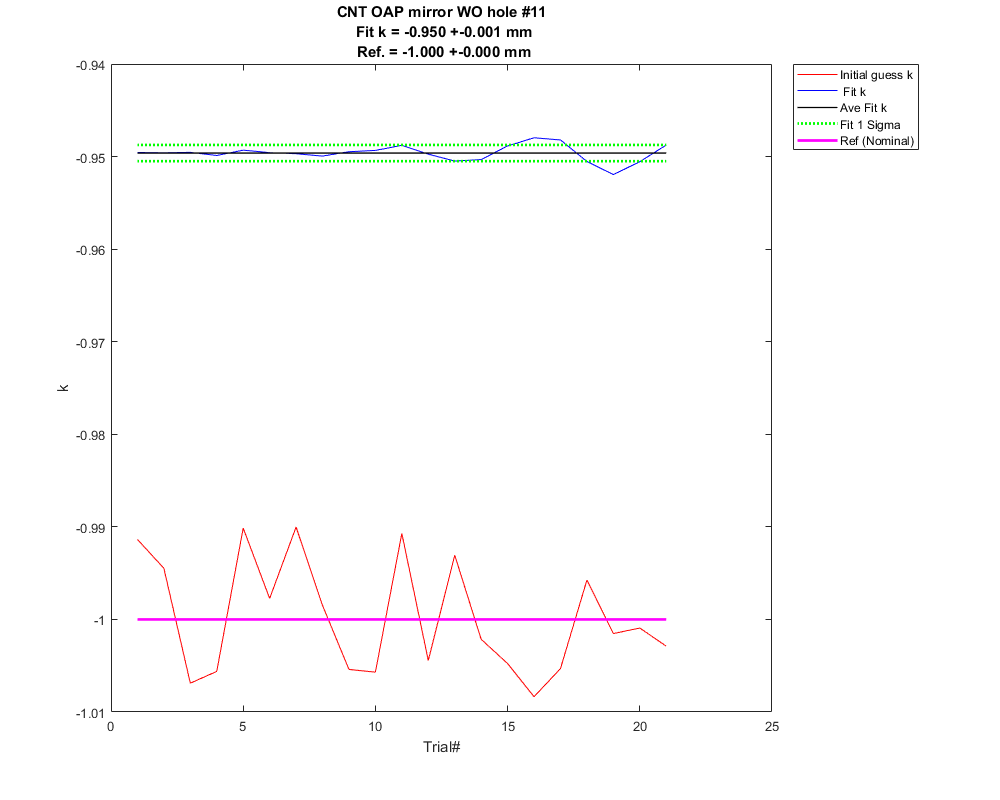 CNT OAP mirror WO hole #11
Fit k = -0.950 +-0.001 mm
Ref. = -1.000 +-0.000 mm
-0.94
-0.95
-0.96
-0.97
-0.98
-0.99
-1
-1.01
k
0
5
10
15
20
25
Trial#
Initial guess k
Fit k
Ave Fit k
Fit 1 Sigma
Ref (Nominal)